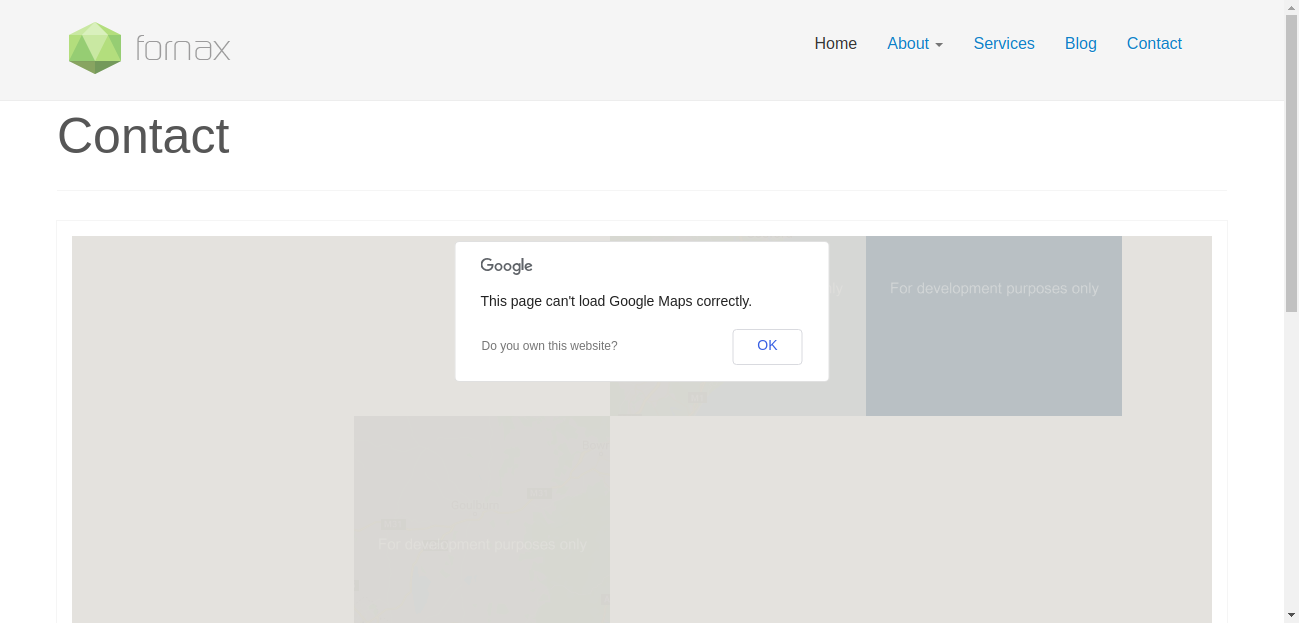 fornax
Home About Services Blog Contact
Contact
Google
This page can't load Google Maps correctly.
Do you own this website? OK
For development purposes only
For development purposes only